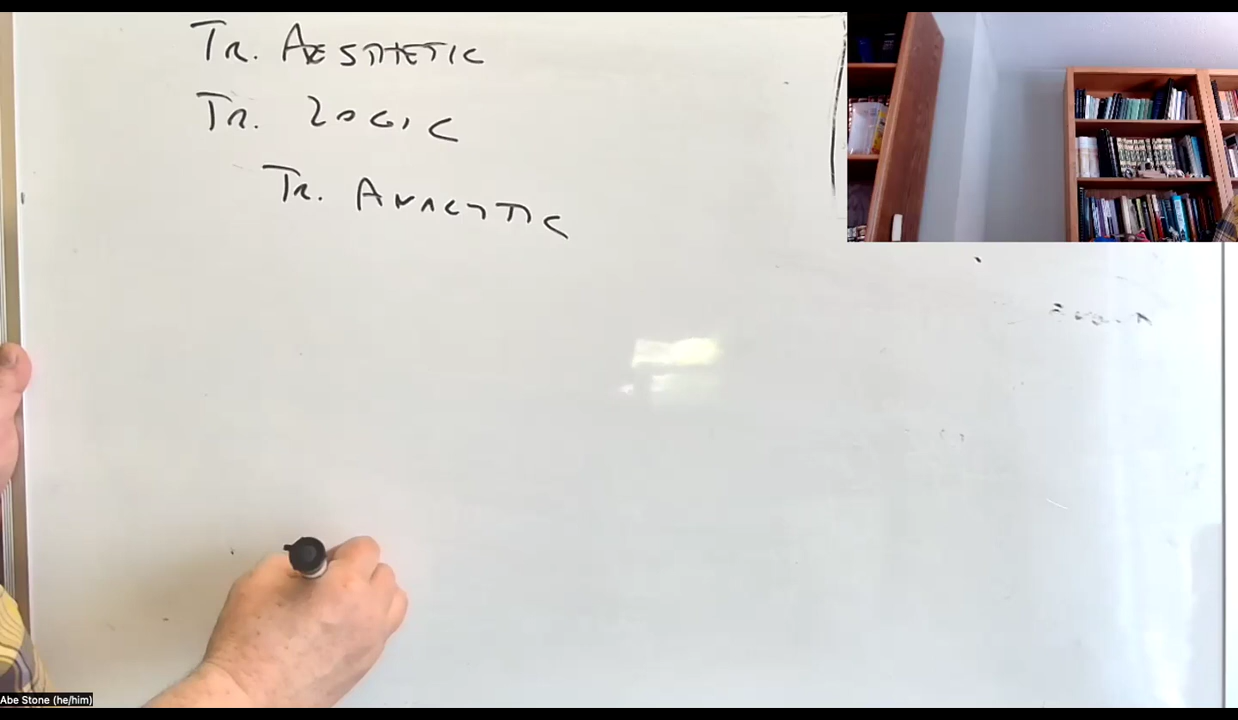 Tr. AESTHETIC
Tr. LOGIC
Tr. ANALYTIC
Abe Stone (he/him)